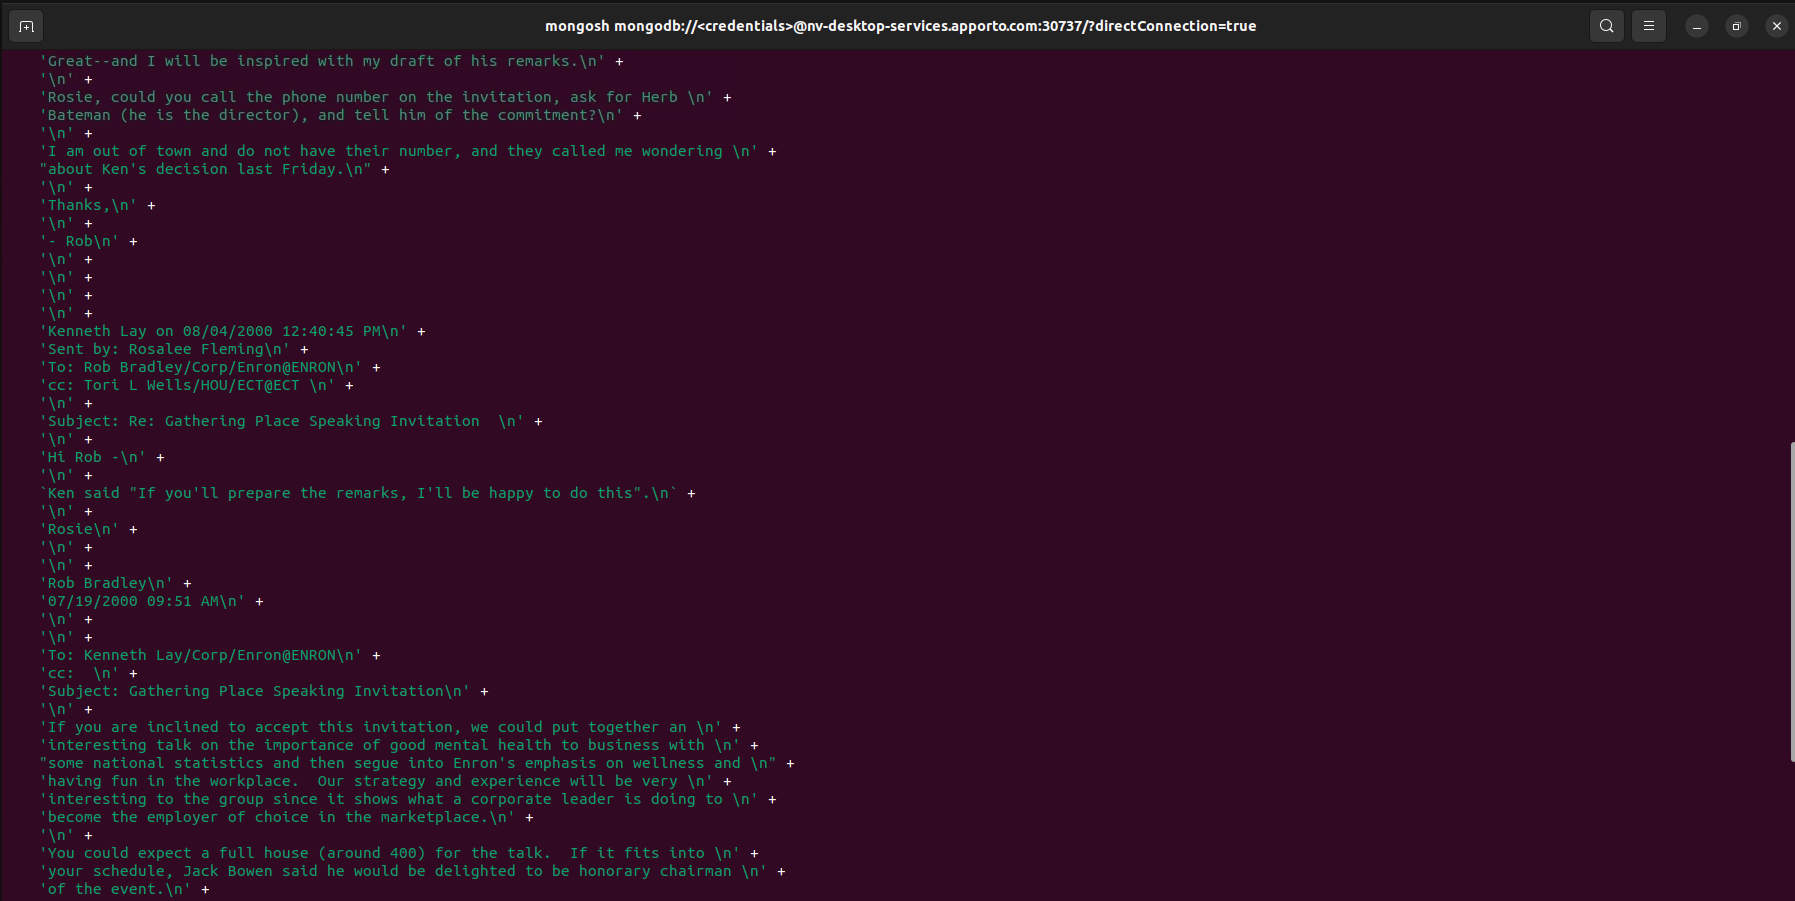 mongosh mongodb://<credentials>@nv-desktop-services.apporto.com:30737/?directConnection=true
'Great--and I will be inspired with my draft of his remarks.\n' +
'\n' +
'Rosie, could you call the phone number on the invitation, ask for Herb \n' +
'Bateman (he is the director), and tell him of the commitment?\n' +
'\n' +
'I am out of town and do not have their number, and they called me wondering \n' +
"about Ken's decision last Friday.\n" +
'\n' +
'Thanks,\n' +
'\n' +
'- Rob\n' +
'\n' +
'\n' +
'\n' +
'\n' +
'Kenneth Lay on 08/04/2000 12:40:45 PM\n' +
'Sent by: Rosalee Fleming\n' +
'To: Rob Bradley/Corp/Enron@ENRON\n' +
'cc: Tori L Wells/HOU/ECT@ECT \n' +
'\n' +
'Subject: Re: Gathering Place Speaking Invitation  \n' +
'\n' +
'Hi Rob -\n' +
'\n' +
`Ken said "If you'll prepare the remarks, I'll be happy to do this".\n` +
'\n' +
'Rosie\n' +
'\n' +
'\n' +
'Rob Bradley\n' +
'07/19/2000 09:51 AM\n' +
'\n' +
'\n' +
'To: Kenneth Lay/Corp/Enron@ENRON\n' +
'cc:  \n' +
'Subject: Gathering Place Speaking Invitation\n' +
'\n' +
'If you are inclined to accept this invitation, we could put together an \n' +
'interesting talk on the importance of good mental health to business with \n' +
"some national statistics and then segue into Enron's emphasis on wellness and \n" +
'having fun in the workplace.  Our strategy and experience will be very \n' +
'interesting to the group since it shows what a corporate leader is doing to \n' +
'become the employer of choice in the marketplace.\n' +
'\n' +
'You could expect a full house (around 400) for the talk.  If it fits into \n' +
'your schedule, Jack Bowen said he would be delighted to be honorary chairman \n' +
'of the event.\n' +